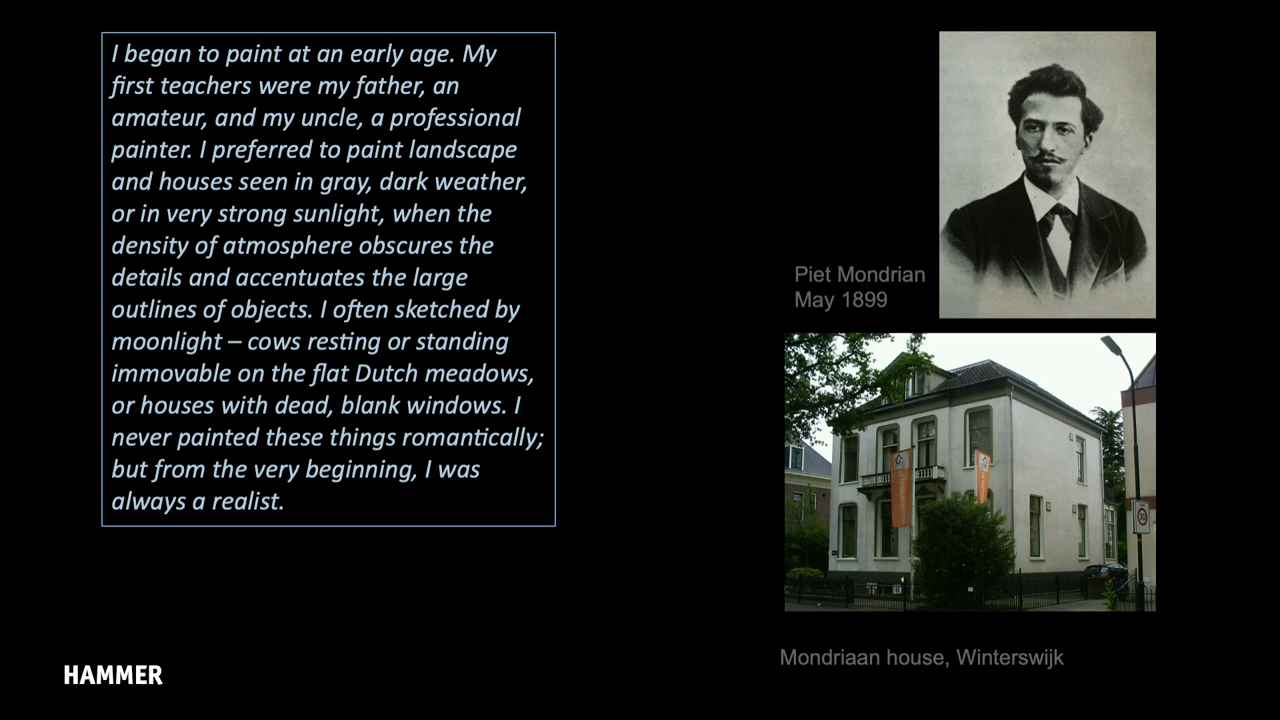 I began to paint at an early age. My
first teachers were my father, an
amateur, and my uncle, a professional
painter. I preferred to paint landscape
and houses seen in gray, dark weather,
or in very strong sunlight, when the
density of atmosphere obscures the
details and accentuates the large
outlines of objects. I often sketched by
moonlight – cows resting or standing
immovable on the flat Dutch meadows,
or houses with dead, blank windows. I
never painted these things romantically;
but from the very beginning, I was
always a realist.
Piet Mondrian
May 1899
30
Mondriaan house, Winterswijk
HAMMER